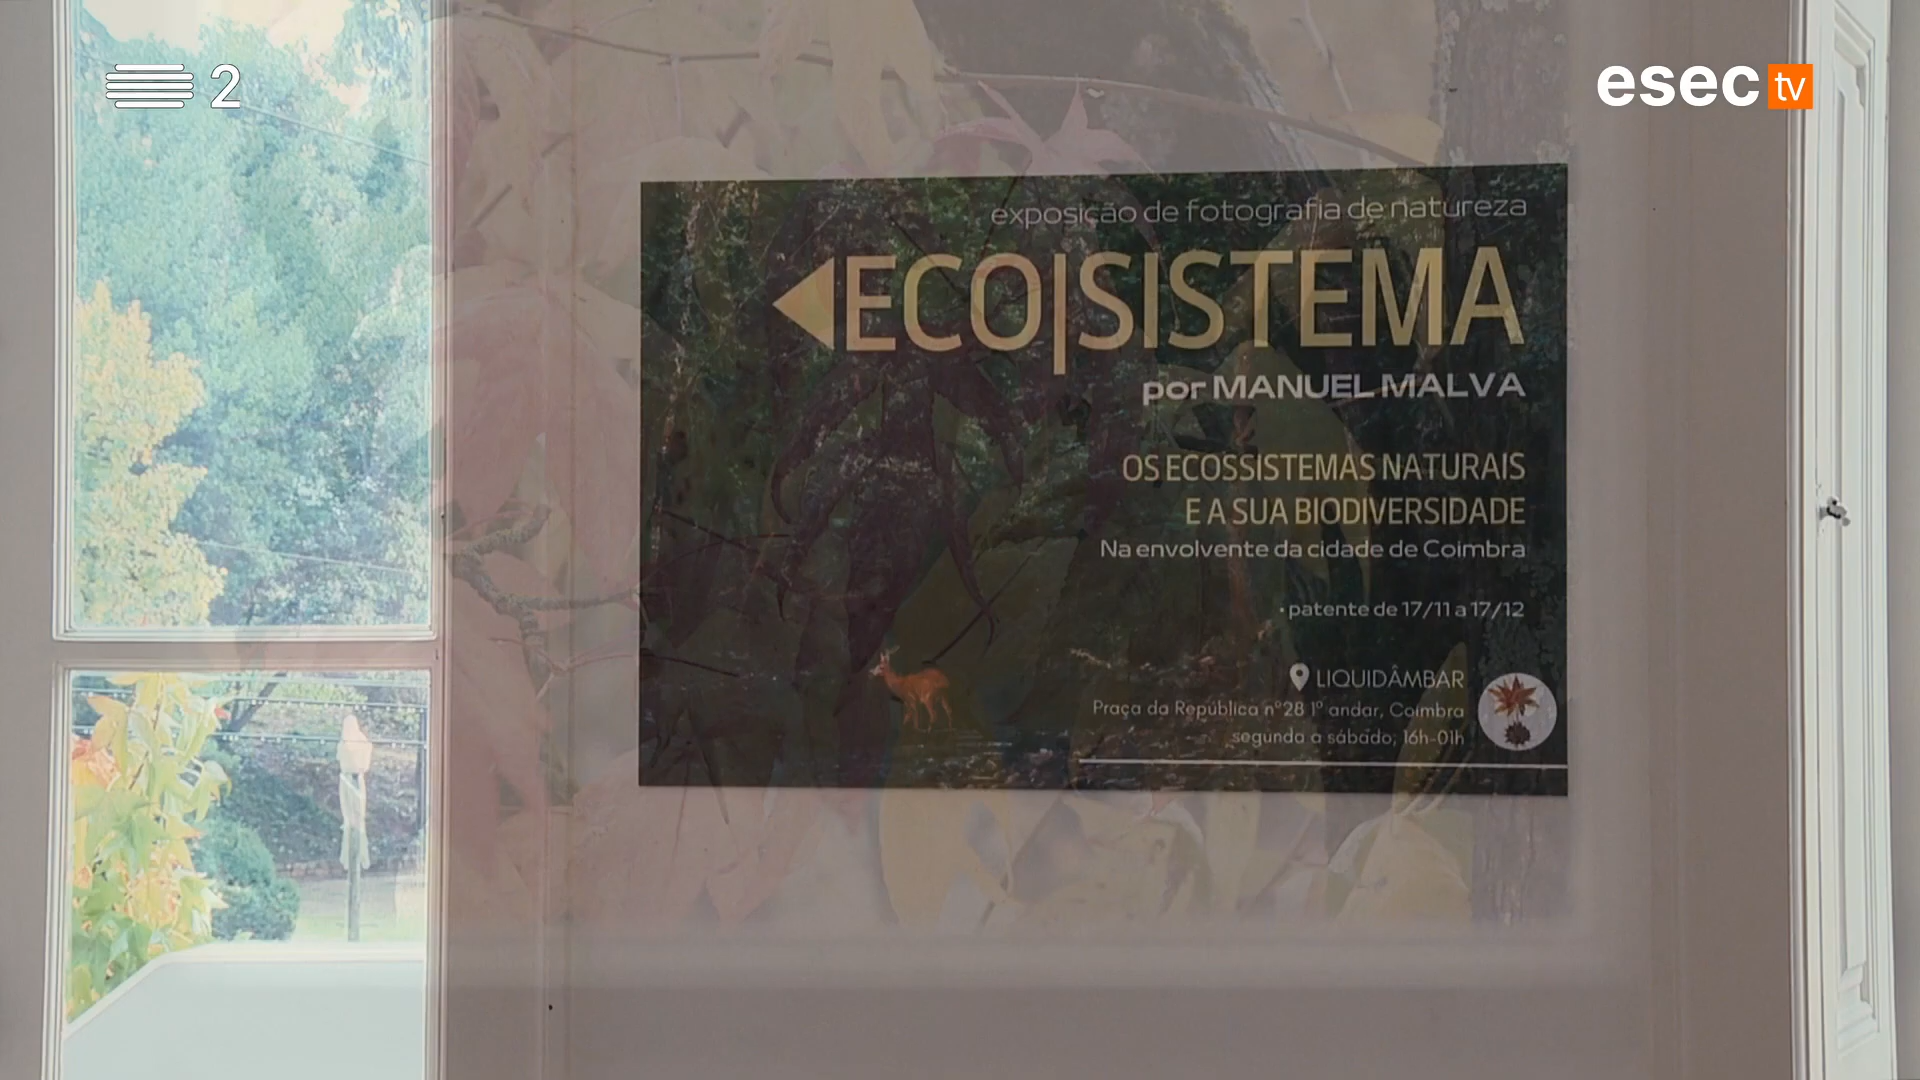 2
esec tv
exposição de fotografia de natureza
ECO|SISTEMA
por MANUEL MALVA
OS ECOSSISTEMAS NATURAIS
E A SUA BIODIVERSIDADE
Na envolvente da cidade de Coimbra
• patente de 17/11 a 17/12
LIQUIDÂMBAR
Praça da República nº28 1º andar, Coimbra
segunda a sábado; 16h-01h